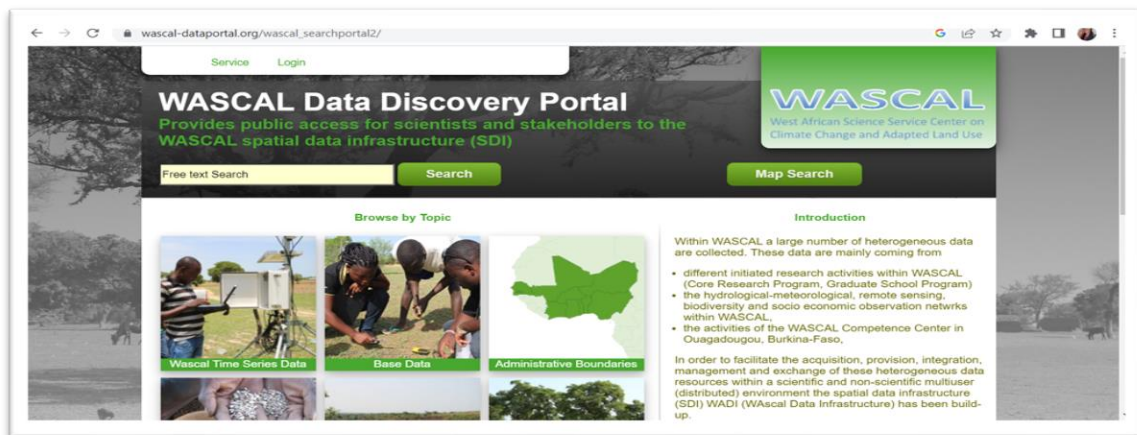 wascal-dataportal.org/wascal_searchportal2/
Service Login
WASCAL Data Discovery Portal
Provides public access for scientists and stakeholders to the
WASCAL spatial data infrastructure (SDI)
WASCAL
West African Science Service Center on
Climate Change and Adapted Land Use
Free text Search Search Map Search
Browse by Topic
Wascal Time Series Data Base Data Administrative Boundaries
Introduction
Within WASCAL a large number of heterogeneous data
are collected. These data are mainly coming from
different initiated research activities within WASCAL
(Core Research Program, Graduate School Program)
the hydrological-meteorological, remote sensing,
biodiversity and socio economic observation netwrks
within WASCAL,
the activities of the WASCAL Competence Center in
Ouagadougou, Burkina-Faso,
In order to facilitate the acquisition, provision, integration,
management and exchange of these heterogeneous data
resources within a scientific and non-scientific multiuser
(distributed) environment the spatial data infrastructure
(SDI) WADI (WAscal Data Infrastructure) has been build-
up.